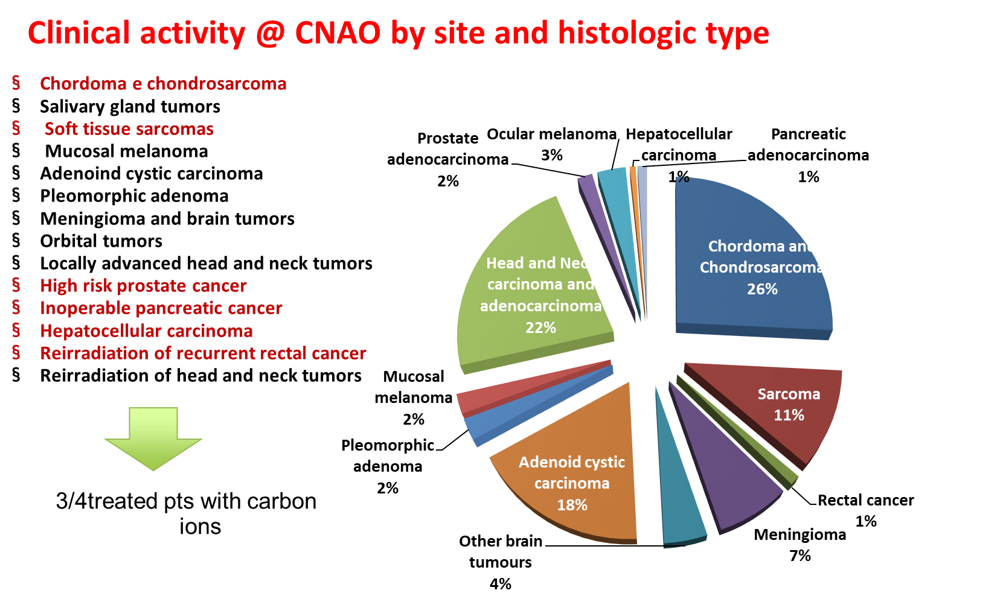 Clinical activity @ CNAO by site and histologic type
§ Chordoma e chondrosarcoma
§ Salivary gland tumors
§ Soft tissue sarcomas
§ Mucosal melanoma
§ Adenoind cystic carcinoma
§ Pleomorphic adenoma
§ Meningioma and brain tumors
§ Orbital tumors
§ Locally advanced head and neck tumors
§ High risk prostate cancer
§ Inoperable pancreatic cancer
§ Hepatocellular carcinoma
§ Reirradiation of recurrent rectal cancer
§ Reirradiation of head and neck tumors
3/4treated pts with carbon
ions
Prostate
adenocarcinoma
2%
Ocular melanoma
3%
Hepatocellular
carcinoma
1%
Pancreatic
adenocarcinoma
1%
Chordoma and
Chondrosarcoma
26%
Sarcoma
11%
Rectal cancer
1%
Meningioma
7%
Other brain
tumours
4%
Adenoid cystic
carcinoma
18%
Pleomorphic
adenoma
2%
Mucosal
melanoma
2%
Head and Neck
carcinoma and
adenocarcinoma
22%